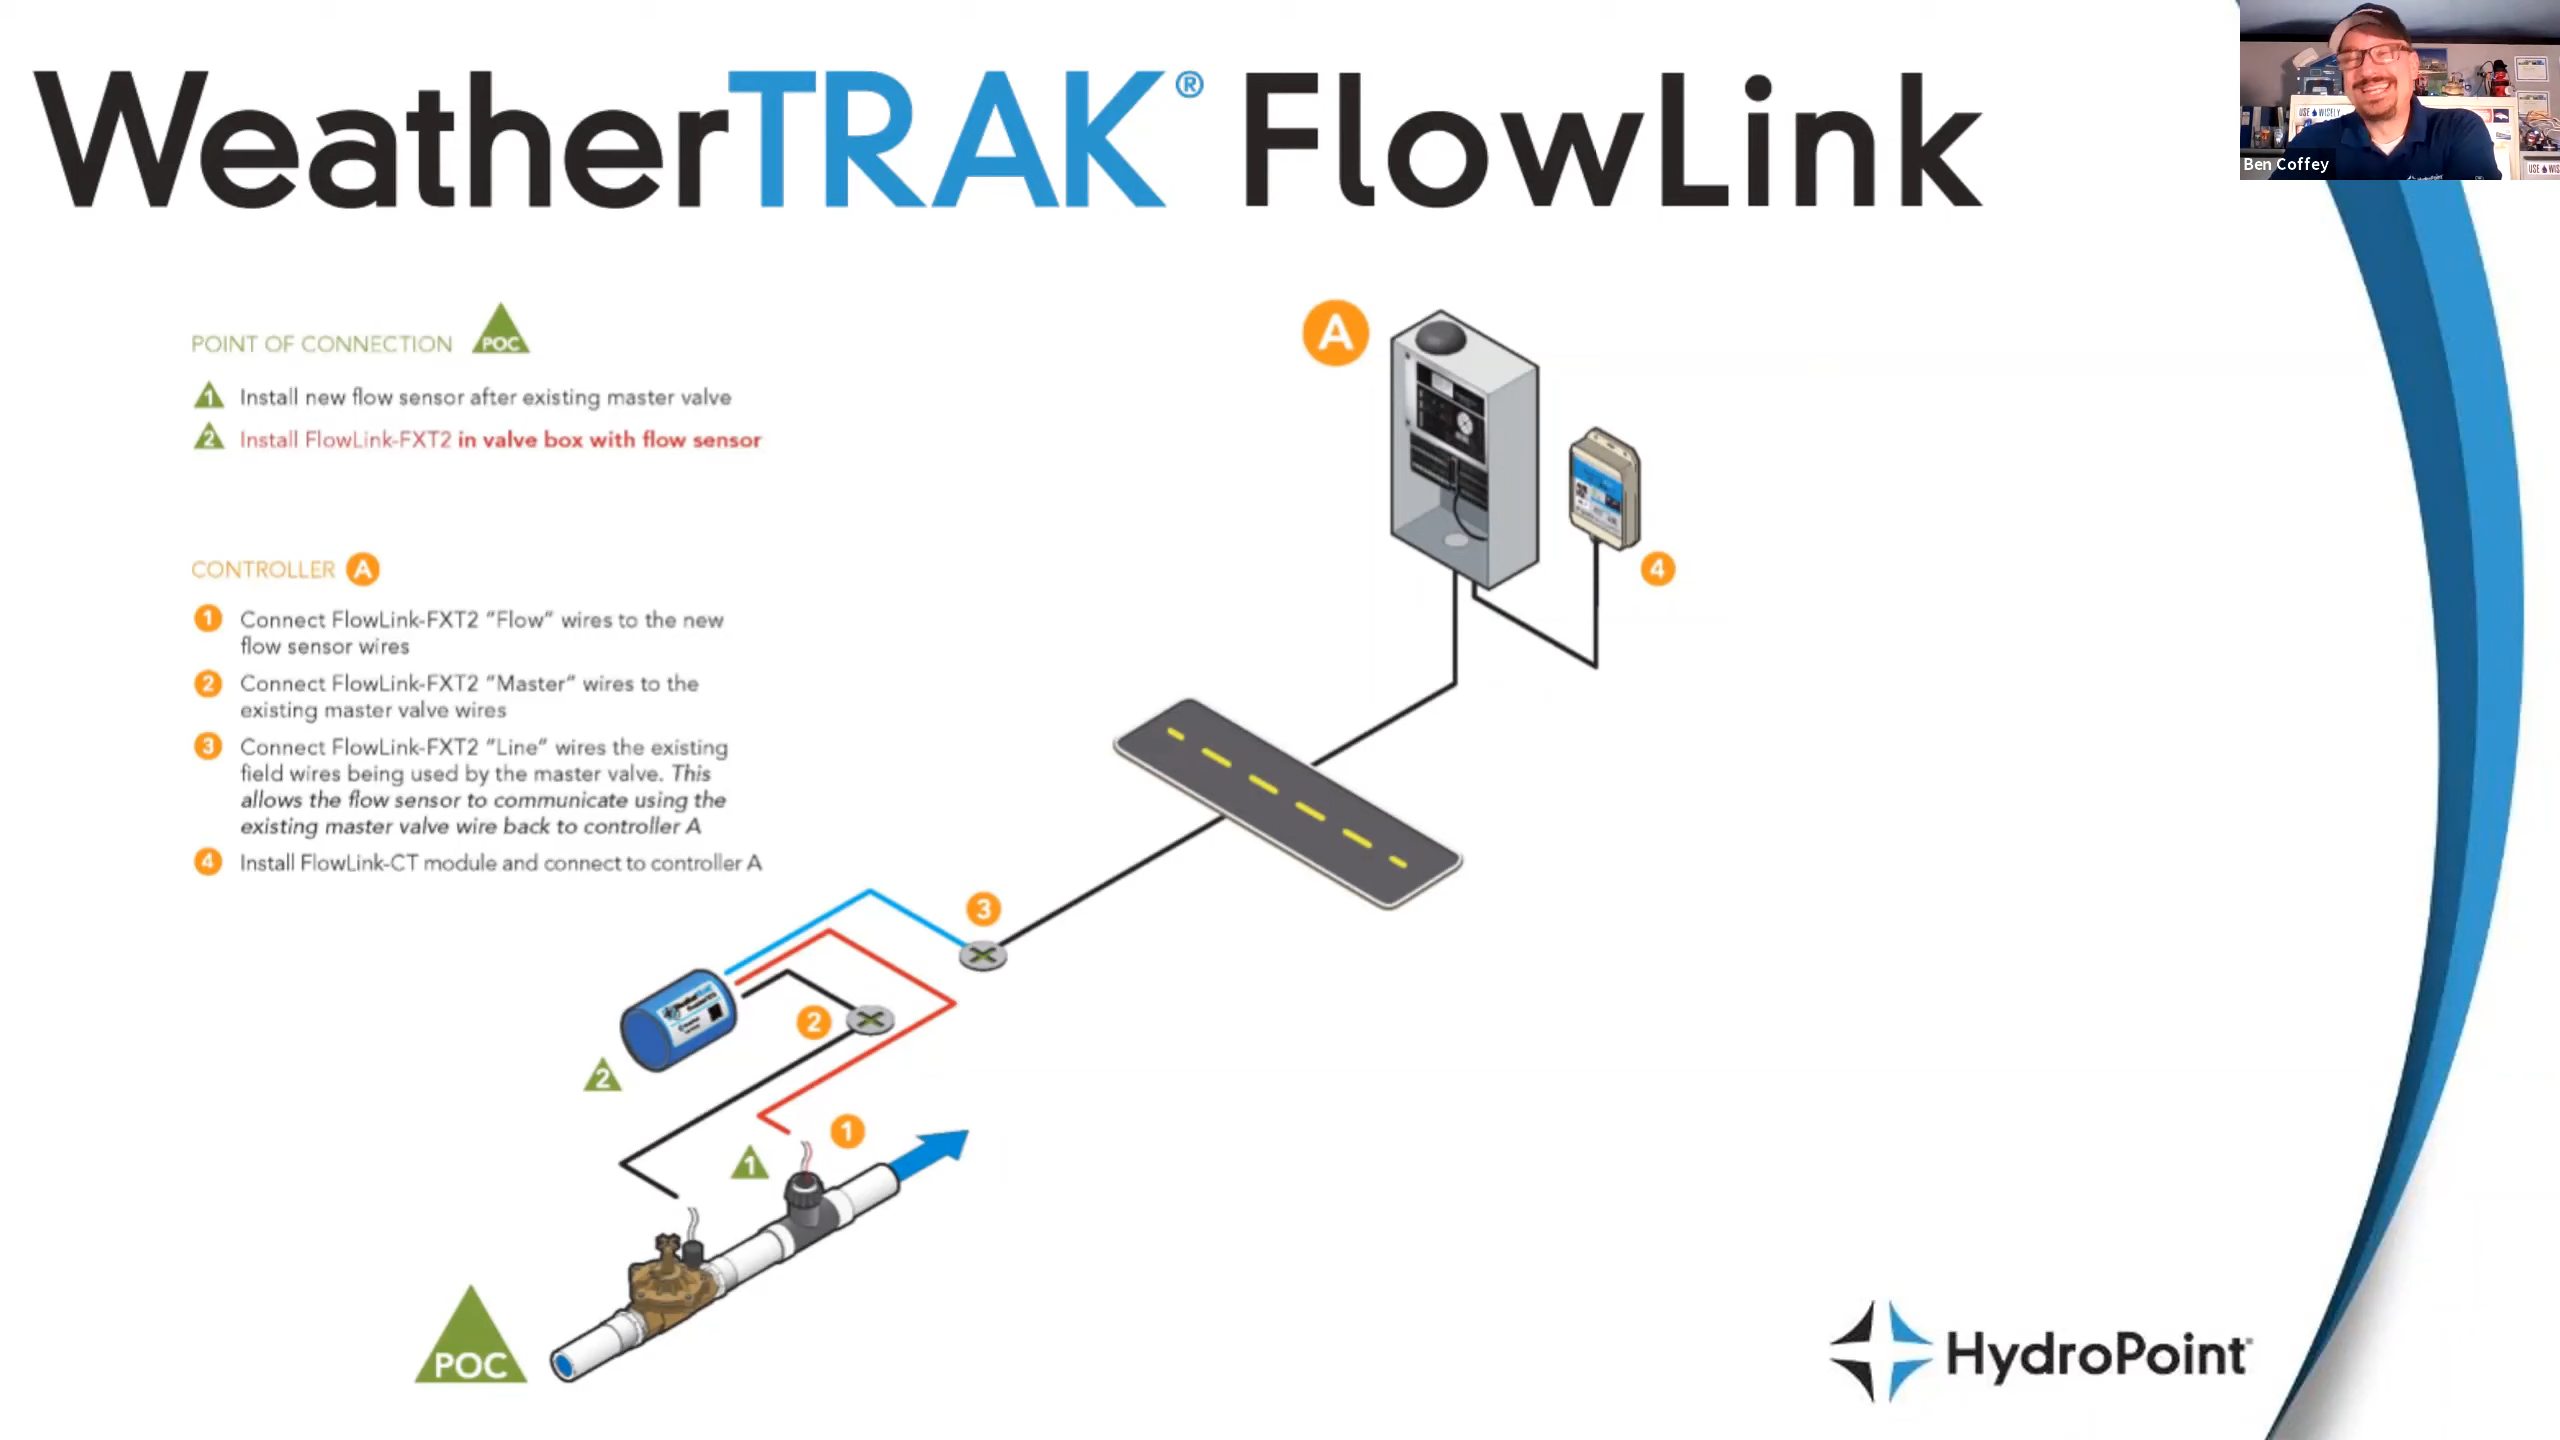 WeatherTRAK® FlowLink
USE WISELY
Ben Coffey
POINT OF CONNECTION POC
1 Install new flow sensor after existing master valve
2 Install FlowLink-FXT2 in valve box with flow sensor
CONTROLLER A
1 Connect FlowLink-FXT2 "Flow" wires to the new
flow sensor wires
2 Connect FlowLink-FXT2 "Master" wires to the
existing master valve wires
3 Connect FlowLink-FXT2 "Line" wires the existing
field wires being used by the master valve. This
allows the flow sensor to communicate using the
existing master valve wire back to controller A
4 Install FlowLink-CT module and connect to controller A
A
4
3
2
2
1
1
POC
HydroPoint